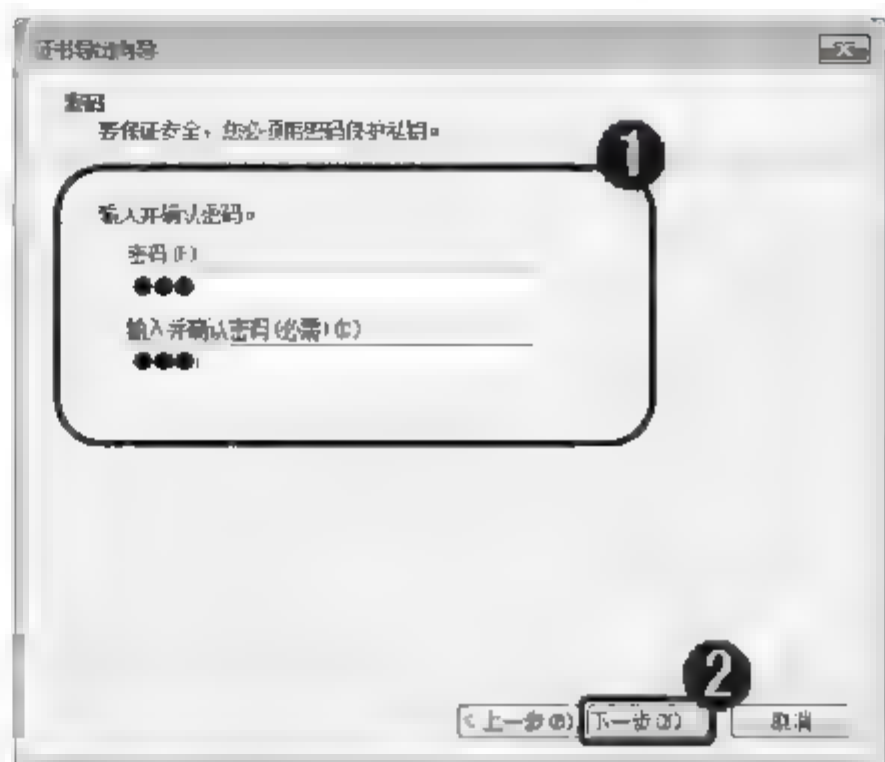 证书导出向导
密码
要保证安全，您必须用密码保护私钥。
1
输入并确认密码。
密码(P)
输入并确认密码(必需)(C)
2
<上一步(B)
下一步(N)
取消